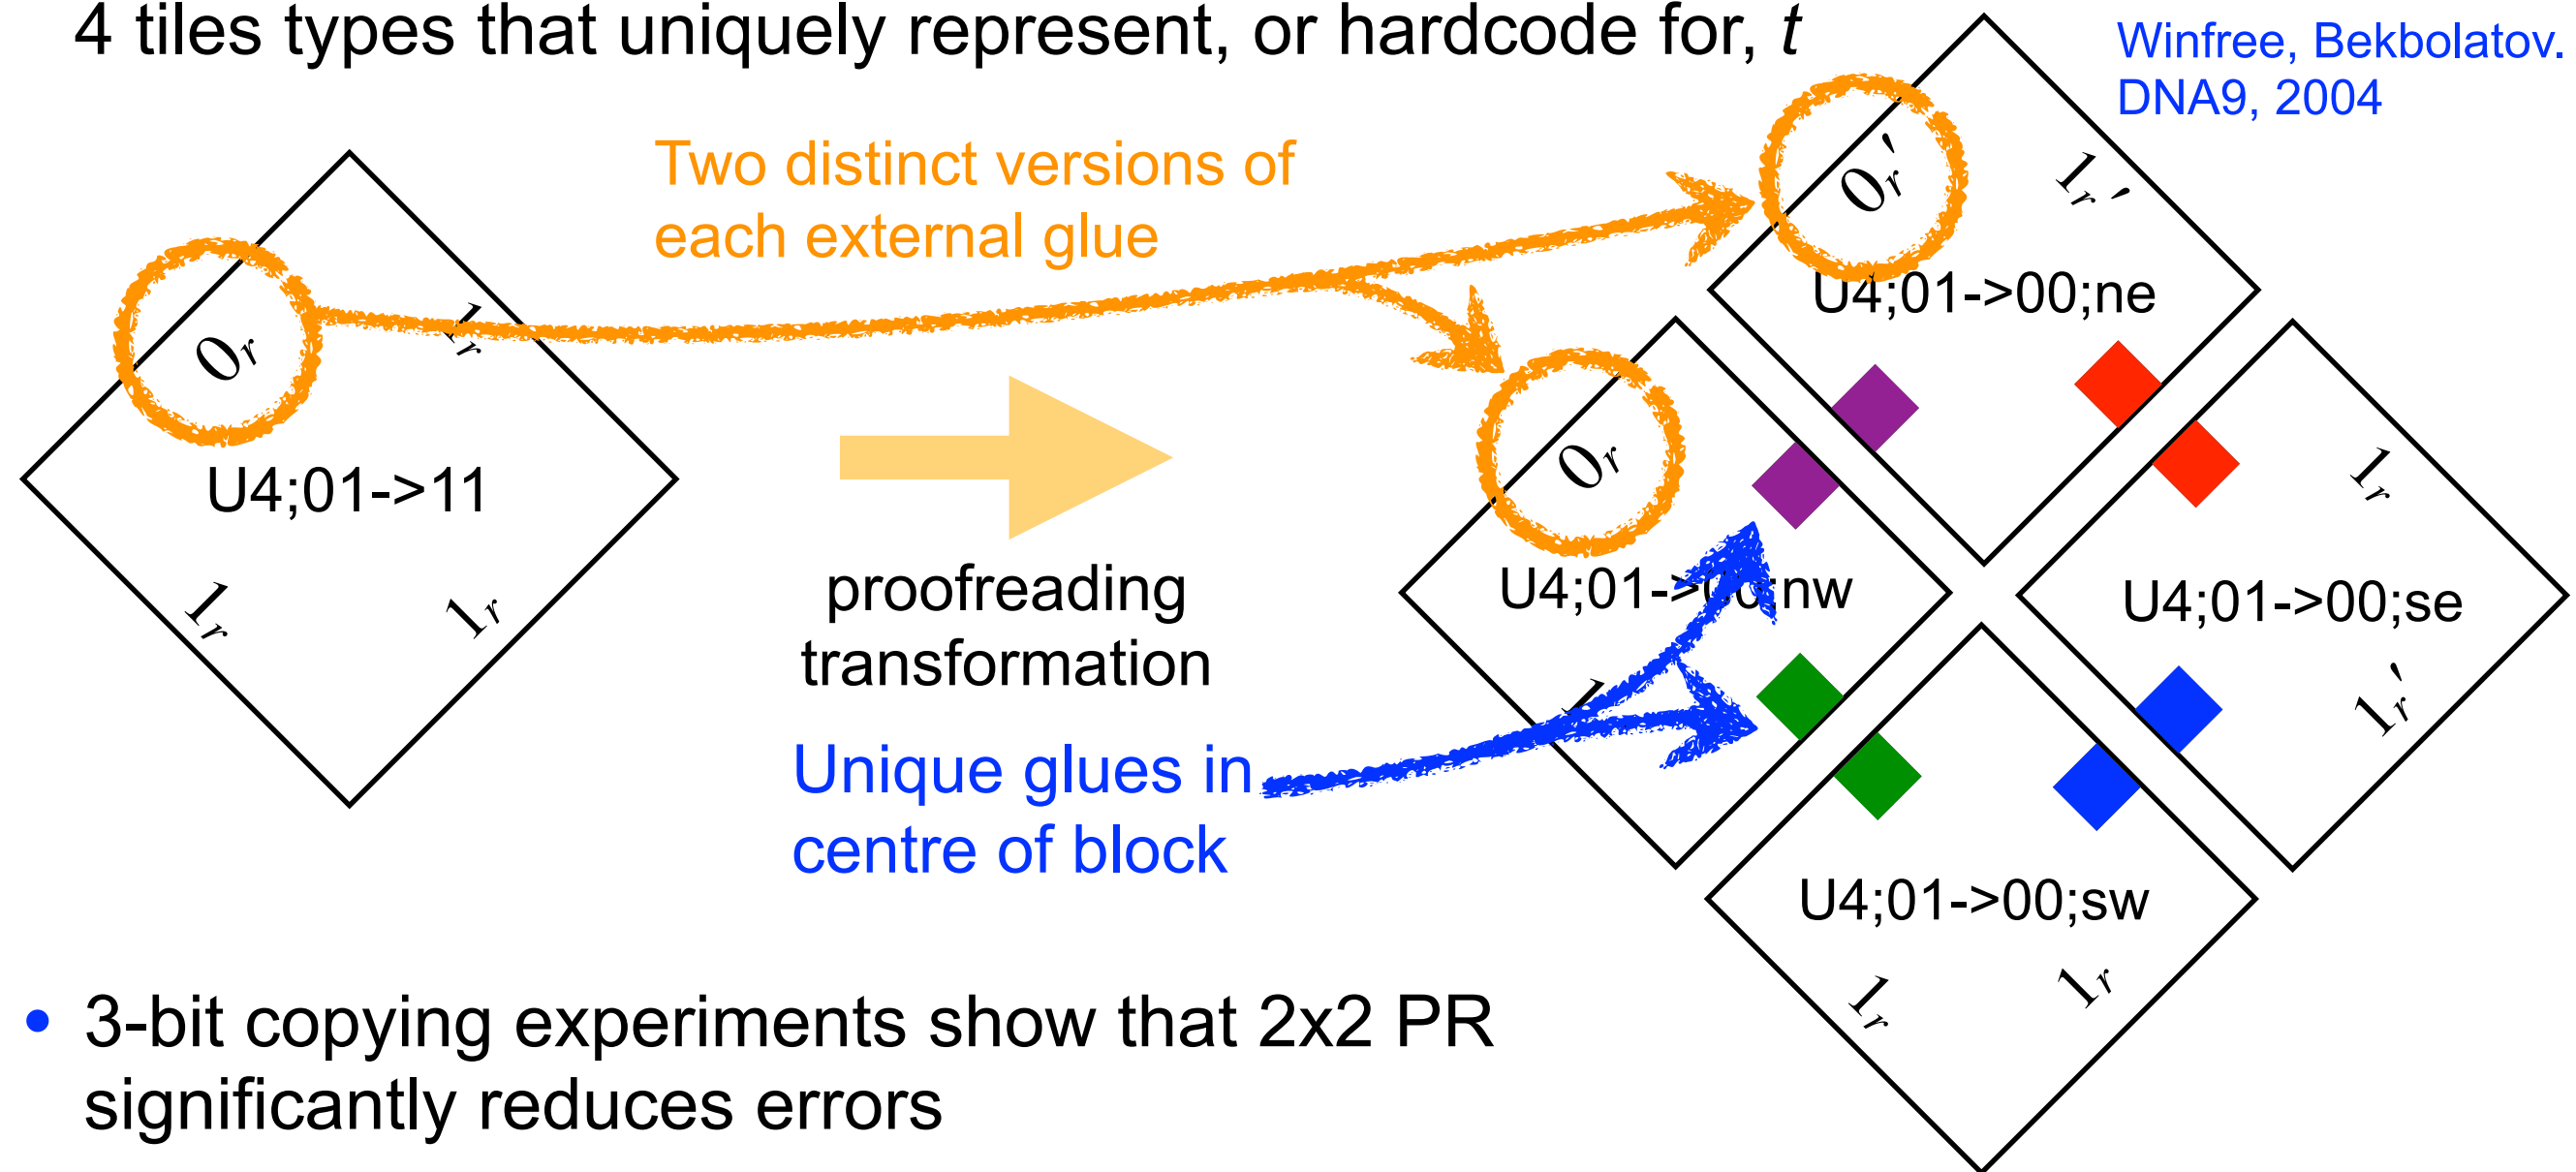 4 tiles types that uniquely represent, or hardcode for, t
Winfree, Bekbolatov.
DNA9, 2004
Two distinct versions of
each external glue
0r
1r
U4;01->11
1r
1r
proofreading
transformation
0r′
1r′
U4;01->00;ne
0r
U4;01->00;nw
1r
U4;01->00;se
1r′
Unique glues in
centre of block
U4;01->00;sw
1r
1r
• 3-bit copying experiments show that 2x2 PR
significantly reduces errors